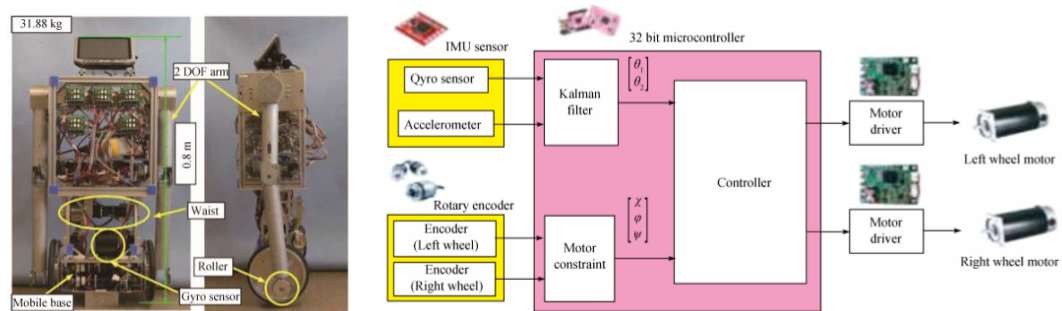 31.88 kg
2 DOF arm
0.8 m
Waist
Roller
Mobile base
Gyro sensor
IMU sensor
Qyro sensor
Accelerometer
Rotary encoder
Encoder
(Left wheel)
Encoder
(Right wheel)
32 bit microcontroller
Kalman
filter
θ1
θ2
Motor
constraint
χ
φ
ψ
Controller
Motor
driver
Left wheel motor
Motor
driver
Right wheel motor